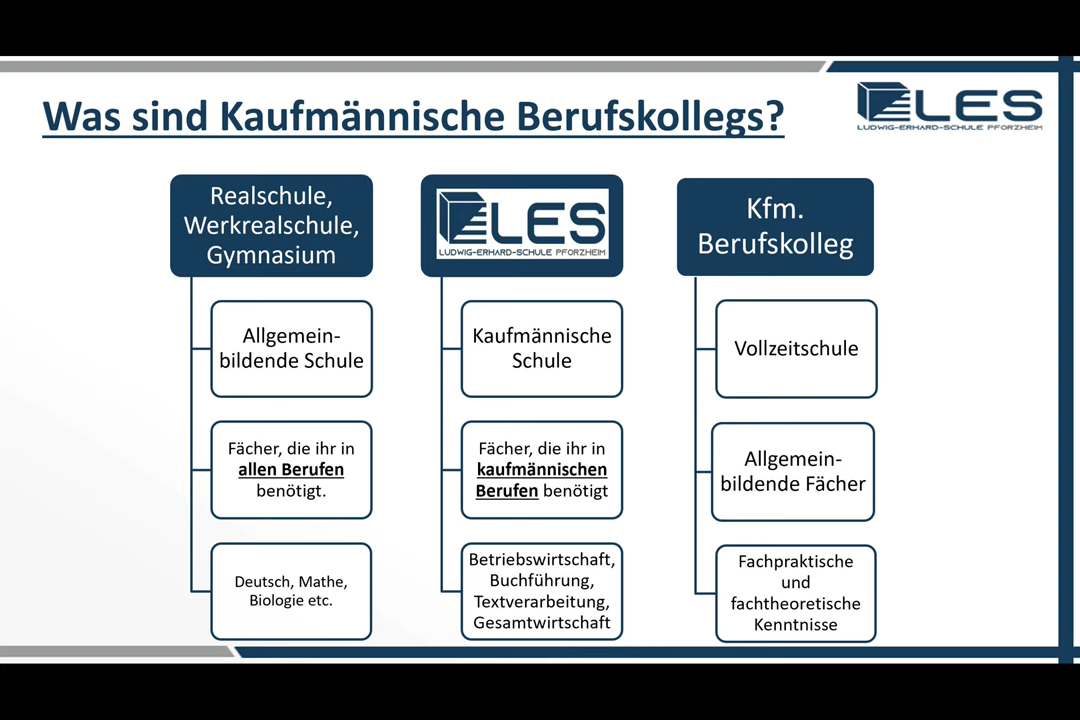 Was sind Kaufmännische Berufskollegs?
LES
LUDWIG-ERHARD-SCHULE PFORZHEIM
Realschule,
Werkrealschule,
Gymnasium
Allgemein-
bildende Schule
Fächer, die ihr in
allen Berufen
benötigt.
Deutsch, Mathe,
Biologie etc.
LES
LUDWIG-ERHARD-SCHULE PFORZHEIM
Kaufmännische
Schule
Fächer, die ihr in
kaufmännischen
Berufen benötigt
Betriebswirtschaft,
Buchführung,
Textverarbeitung,
Gesamtwirtschaft
Kfm.
Berufskolleg
Vollzeitschule
Allgemein-
bildende Fächer
Fachpraktische
und
fachtheoretische
Kenntnisse